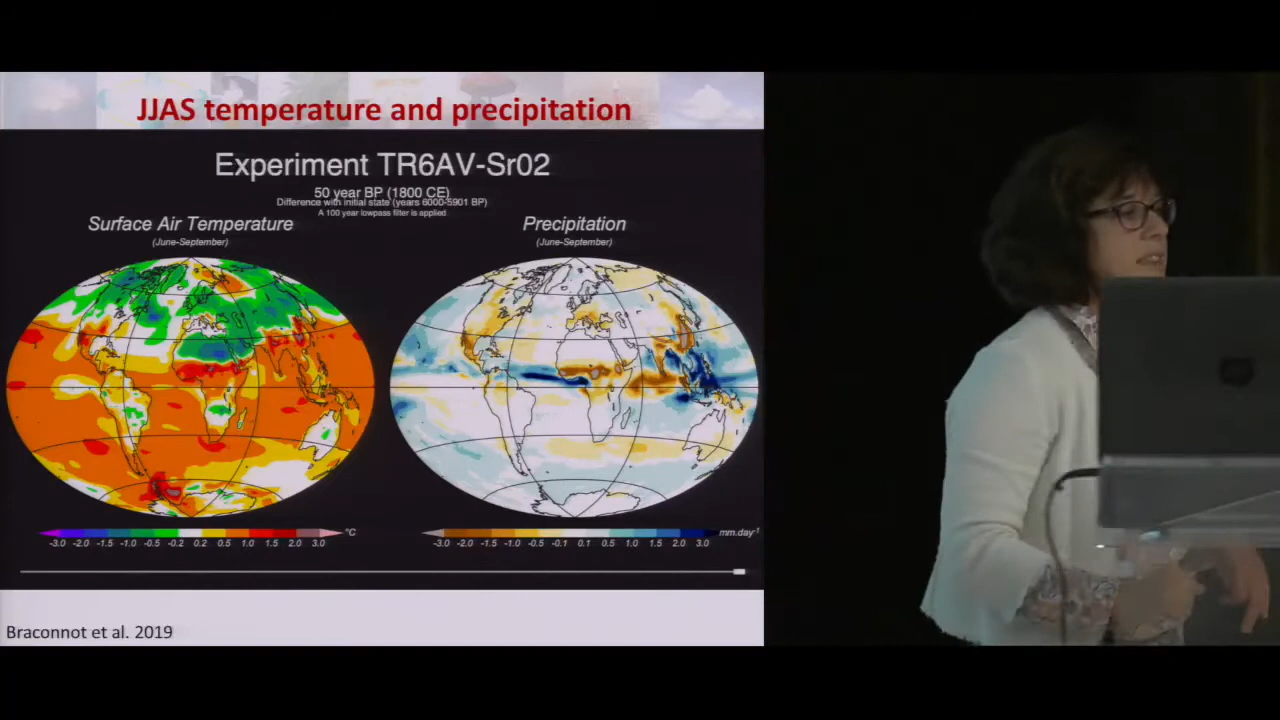 JJAS temperature and precipitation
Experiment TR6AV-Sr02
50 year BP (1800 CE)
Difference with initial state (years 6000-5901 BP)
A 100 year lowpass filter is applied
Surface Air Temperature
(June-September)
Precipitation
(June-September)
-3.0 -2.0 -1.5 -1.0 -0.5 -0.2 0.2 0.5 1.0 1.5 2.0 3.0 °C
-3.0 -2.0 -1.5 -1.0 -0.5 -0.1 0.1 0.5 1.0 1.5 2.0 3.0 mm.day-1
Braconnot et al. 2019